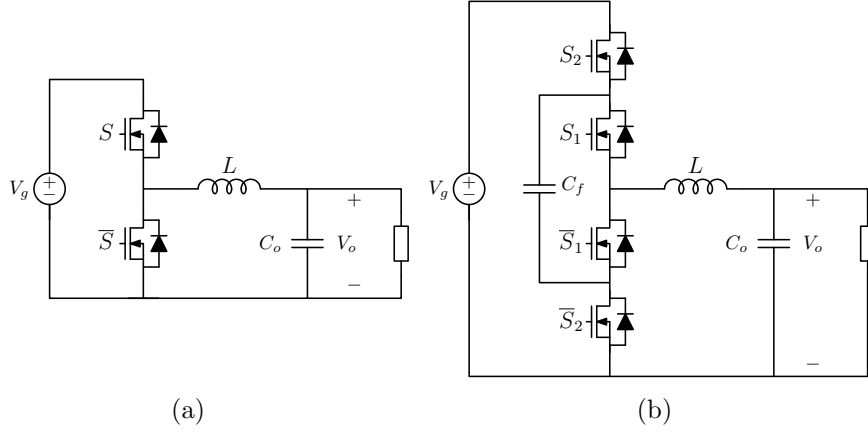 S
V_g
+
−
S̅
L
C_o
+
V_o
−
(a)
S_2
S_1
V_g
+
−
C_f
S̅_1
S̅_2
L
C_o
+
V_o
−
(b)